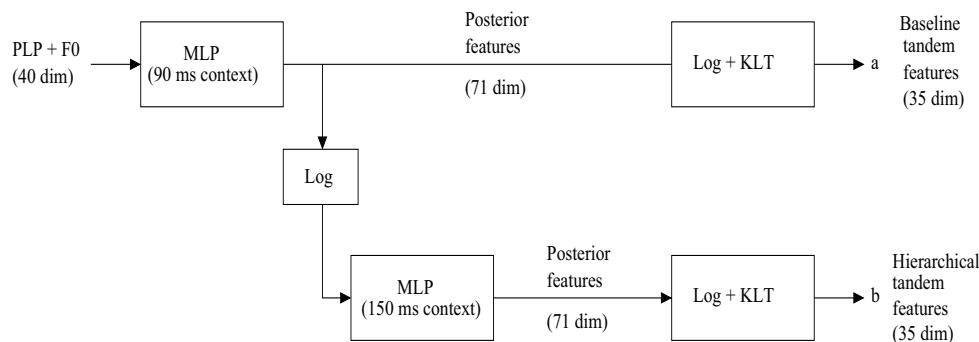 PLP + F0
(40 dim)
MLP
(90 ms context)
Posterior
features
(71 dim)
Log + KLT
a
Baseline
tandem
features
(35 dim)
Log
MLP
(150 ms context)
Posterior
features
(71 dim)
Log + KLT
b
Hierarchical
tandem
features
(35 dim)